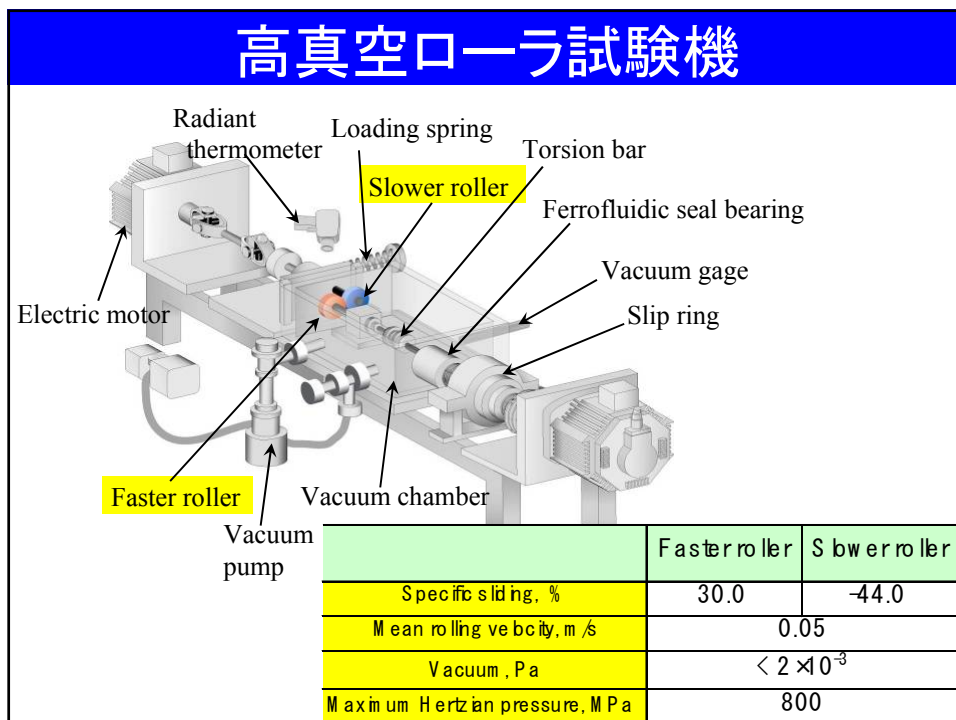 高真空ローラ試験機
Radiant
thermometer
Loading spring
Torsion bar
Slower roller
Ferrofluidic seal bearing
Vacuum gage
Electric motor
Slip ring
Faster roller
Vacuum chamber
Vacuum
pump
Faster roller Slower roller
Specific sliding, % 30.0 -44.0
Mean rolling velocity, m/s 0.05
Vacuum, Pa < 2×10⁻³
Maximum Hertzian pressure, MPa 800